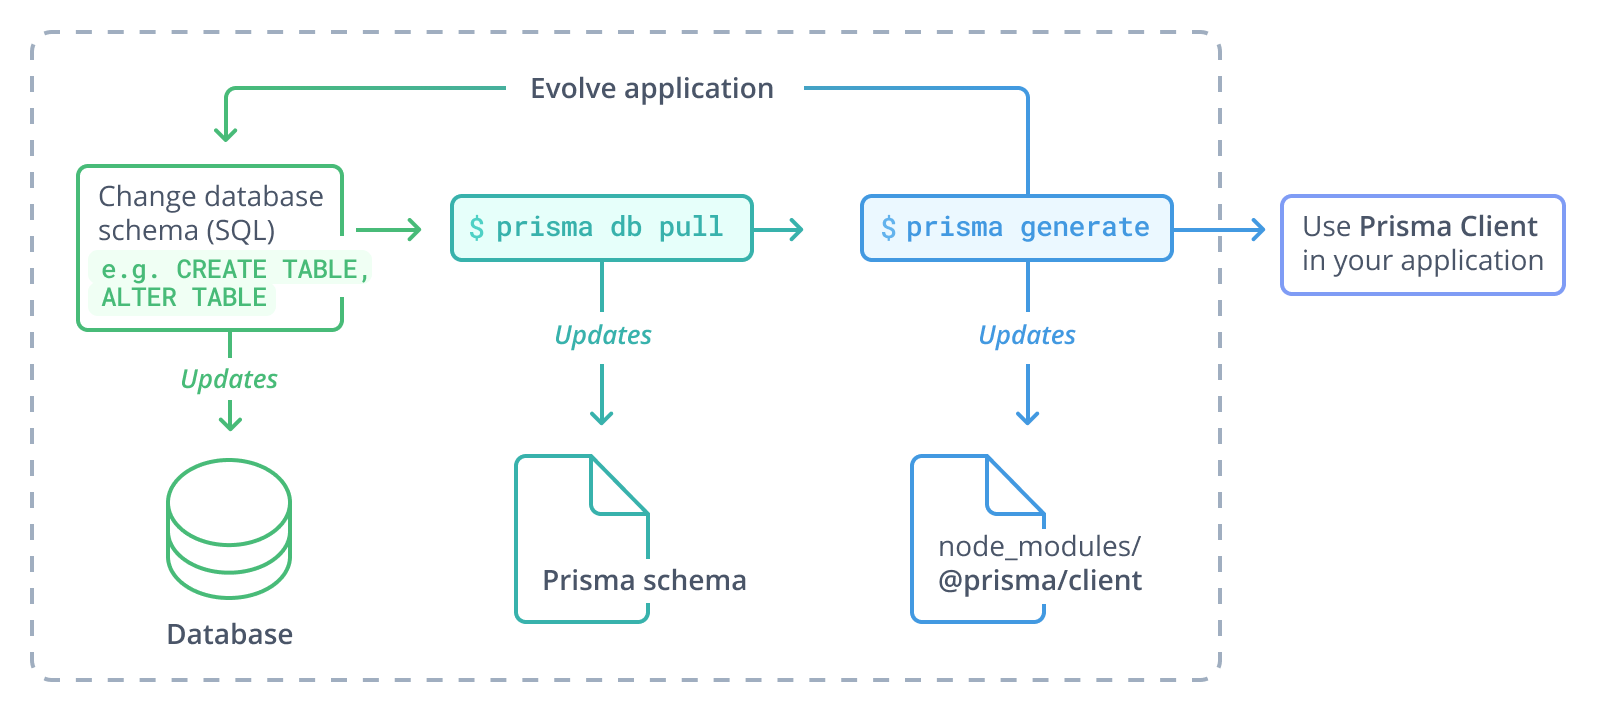 Evolve application
Change database
schema (SQL)
e.g. CREATE TABLE,
ALTER TABLE
$ prisma db pull
$ prisma generate
Use Prisma Client
in your application
Updates
Updates
Updates
Database
Prisma schema
node_modules/
@prisma/client